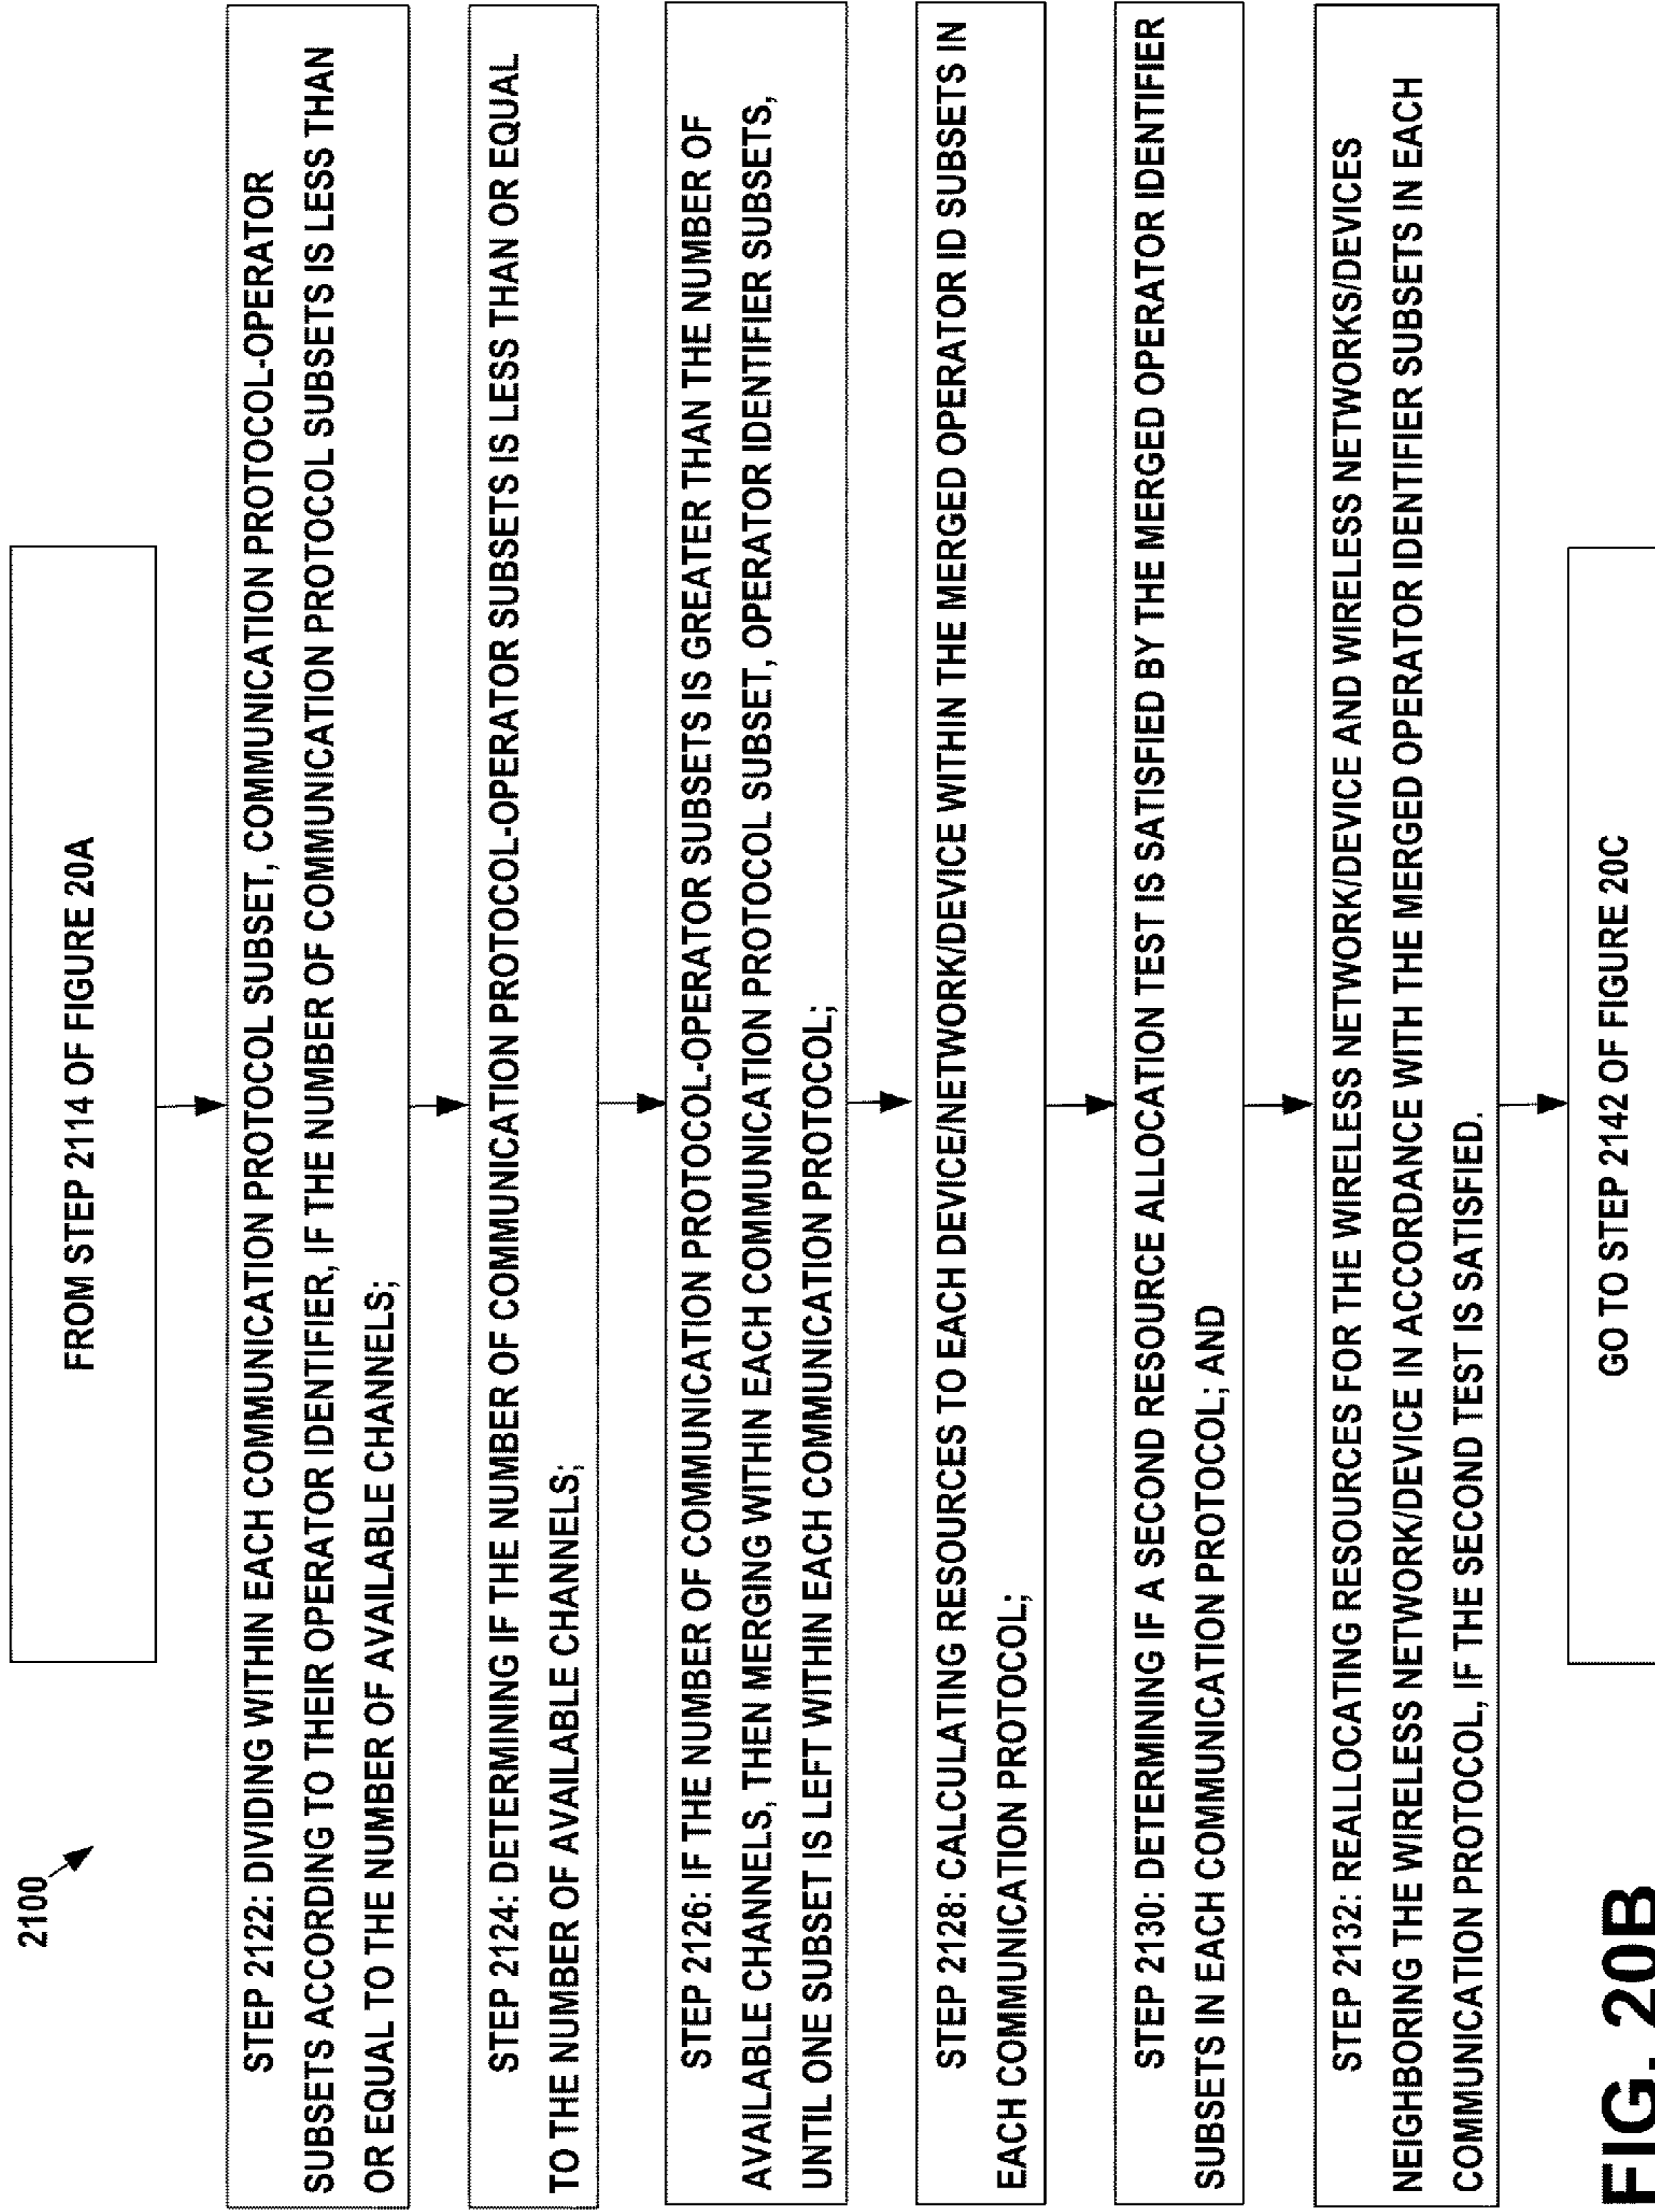 2100
FROM STEP 2114 OF FIGURE 20A
STEP 2122: DIVIDING WITHIN EACH COMMUNICATION PROTOCOL SUBSET, COMMUNICATION PROTOCOL-OPERATOR
SUBSETS ACCORDING TO THEIR OPERATOR IDENTIFIER, IF THE NUMBER OF COMMUNICATION PROTOCOL SUBSETS IS LESS THAN
OR EQUAL TO THE NUMBER OF AVAILABLE CHANNELS;
STEP 2124: DETERMINING IF THE NUMBER OF COMMUNICATION PROTOCOL-OPERATOR SUBSETS IS LESS THAN OR EQUAL
TO THE NUMBER OF AVAILABLE CHANNELS;
STEP 2126: IF THE NUMBER OF COMMUNICATION PROTOCOL-OPERATOR SUBSETS IS GREATER THAN THE NUMBER OF
AVAILABLE CHANNELS, THEN MERGING WITHIN EACH COMMUNICATION PROTOCOL SUBSET, OPERATOR IDENTIFIER SUBSETS,
UNTIL ONE SUBSET IS LEFT WITHIN EACH COMMUNICATION PROTOCOL;
STEP 2128: CALCULATING RESOURCES TO EACH DEVICE/NETWORK/DEVICE WITHIN THE MERGED OPERATOR ID SUBSETS IN
EACH COMMUNICATION PROTOCOL;
STEP 2130: DETERMINING IF A SECOND RESOURCE ALLOCATION TEST IS SATISFIED BY THE MERGED OPERATOR IDENTIFIER
SUBSETS IN EACH COMMUNICATION PROTOCOL; AND
STEP 2132: REALLOCATING RESOURCES FOR THE WIRELESS NETWORK/DEVICE AND WIRELESS NETWORKS/DEVICES
NEIGHBORING THE WIRELESS NETWORK/DEVICE IN ACCORDANCE WITH THE MERGED OPERATOR IDENTIFIER SUBSETS IN EACH
COMMUNICATION PROTOCOL, IF THE SECOND TEST IS SATISFIED.
GO TO STEP 2142 OF FIGURE 20C
FIG. 20B